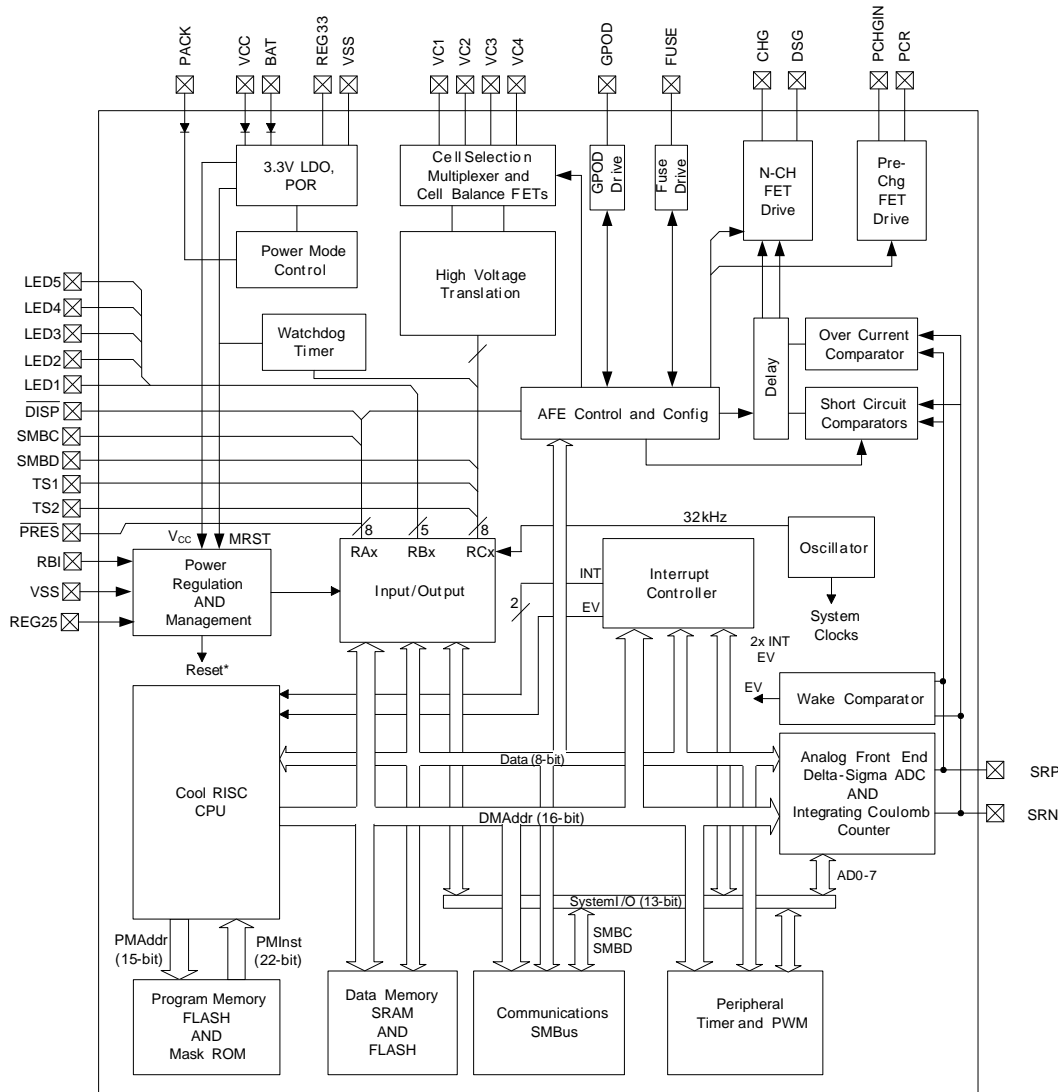 PACK
VCC
BAT
REG33
VSS
VC1
VC2
VC3
VC4
GPOD
FUSE
CHG
DSG
PCHGIN
PCR
3.3V LDO,
POR
Cell Selection
Multiplexer and
Cell Balance FETs
GPOD
Drive
Fuse
Drive
N-CH
FET
Drive
Pre-
Chg
FET
Drive
Power Mode
Control
High Voltage
Translation
LED5
LED4
LED3
LED2
LED1
DISP
SMBC
SMBD
TS1
TS2
PRES
RBI
VSS
REG25
Watchdog
Timer
Delay
Over Current
Comparator
Short Circuit
Comparators
AFE Control and Config
VCC
MRST
8
5
8
RAx
RBx
RCx
Input/Output
Power
Regulation
AND
Management
Reset*
32kHz
Oscillator
System
Clocks
INT
2
EV
Interrupt
Controller
2x INT
EV
EV
Wake Comparator
Cool RISC
CPU
Data (8-bit)
DMAddr (16-bit)
Analog Front End
Delta-Sigma ADC
AND
Integrating Coulomb
Counter
SRP
SRN
AD0-7
SystemI/O (13-bit)
PMAddr
(15-bit)
PMInst
(22-bit)
SMBC
SMBD
Program Memory
FLASH
AND
Mask ROM
Data Memory
SRAM
AND
FLASH
Communications
SMBus
Peripheral
Timer and PWM